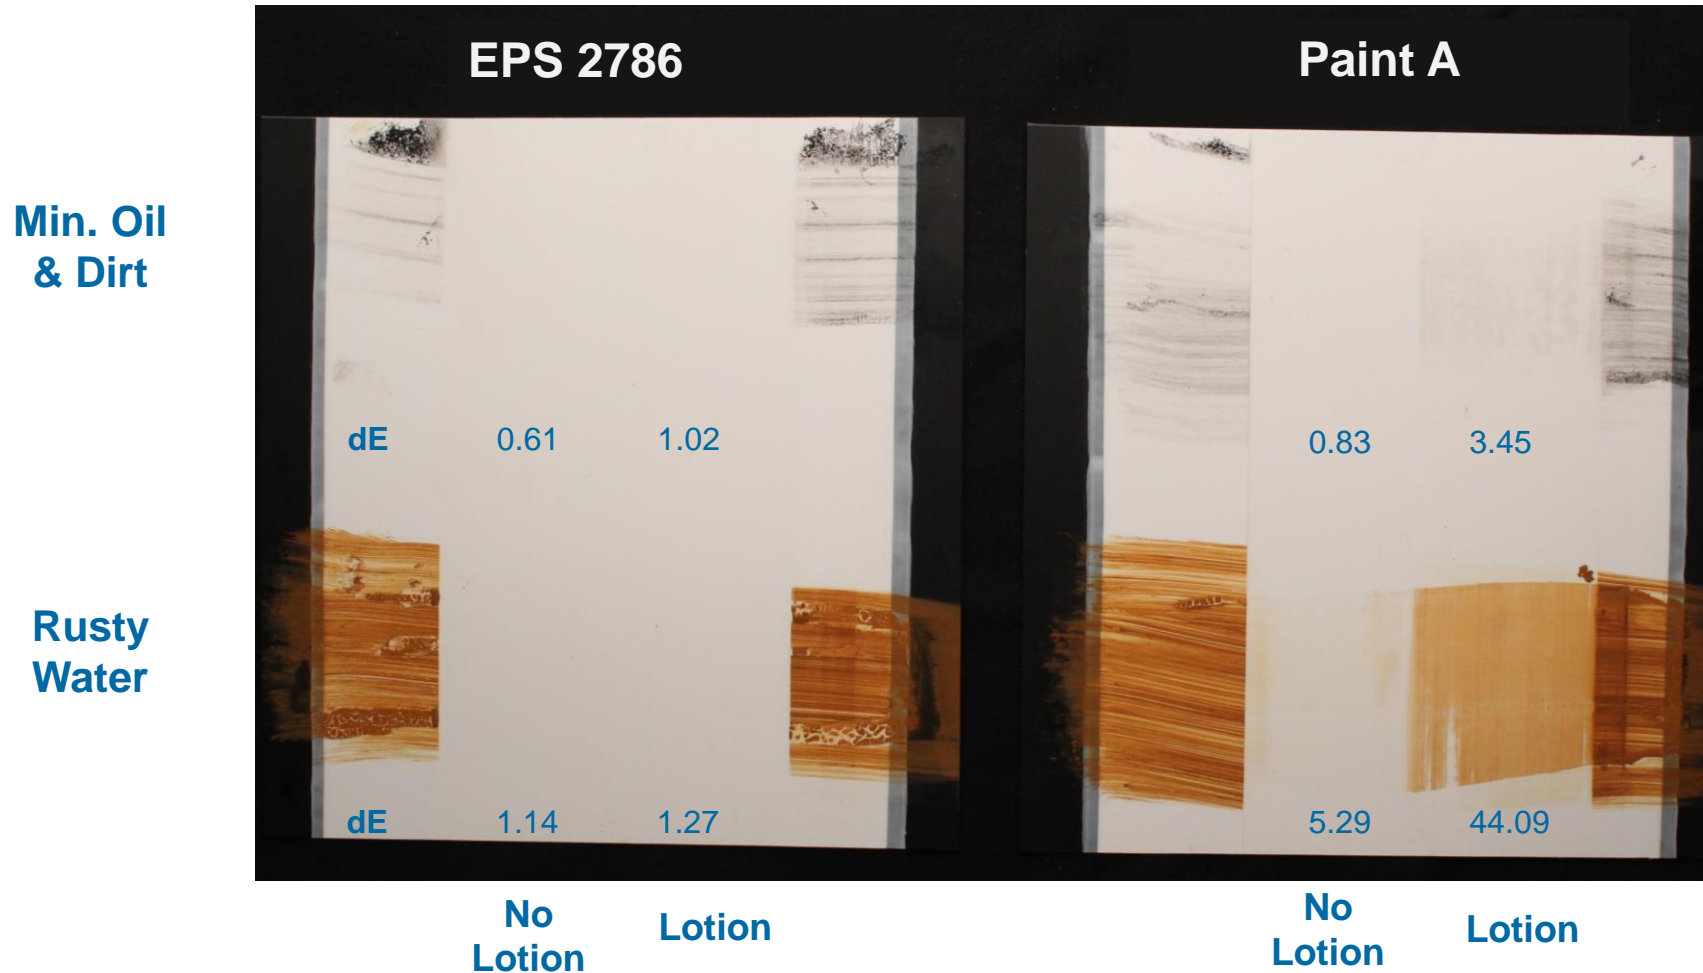 EPS 2786
Paint A
Min. Oil
& Dirt
dE 0.61 1.02
0.83 3.45
Rusty
Water
dE 1.14 1.27
5.29 44.09
No
Lotion
Lotion
No
Lotion
Lotion